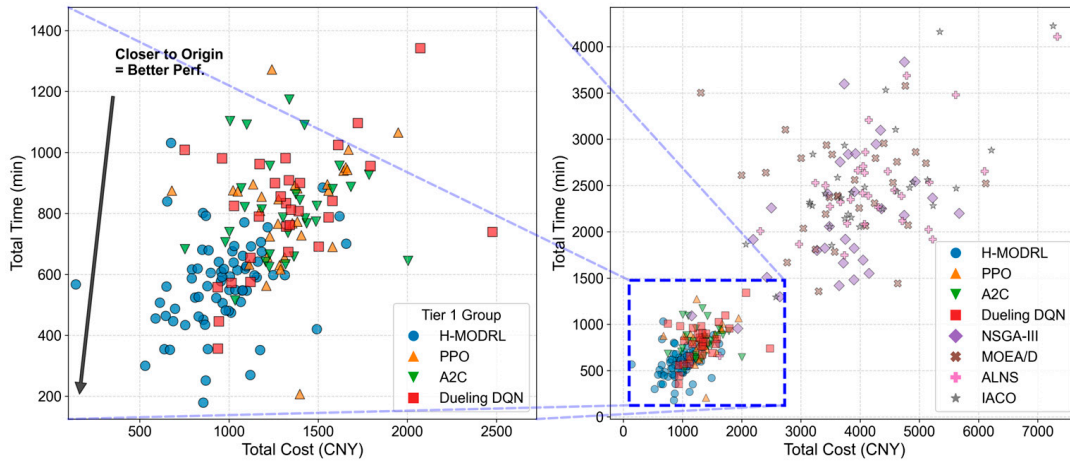 1400
1200
1000
800
600
400
200
Total Time (min)
Closer to Origin
= Better Perf.
Tier 1 Group
H-MODRL
PPO
A2C
Dueling DQN
500
1000
1500
2000
2500
Total Cost (CNY)
4000
3500
3000
2500
2000
1500
1000
500
0
Total Time (min)
H-MODRL
PPO
A2C
Dueling DQN
NSGA-III
MOEA/D
ALNS
IACO
0
1000
2000
3000
4000
5000
6000
7000
Total Cost (CNY)